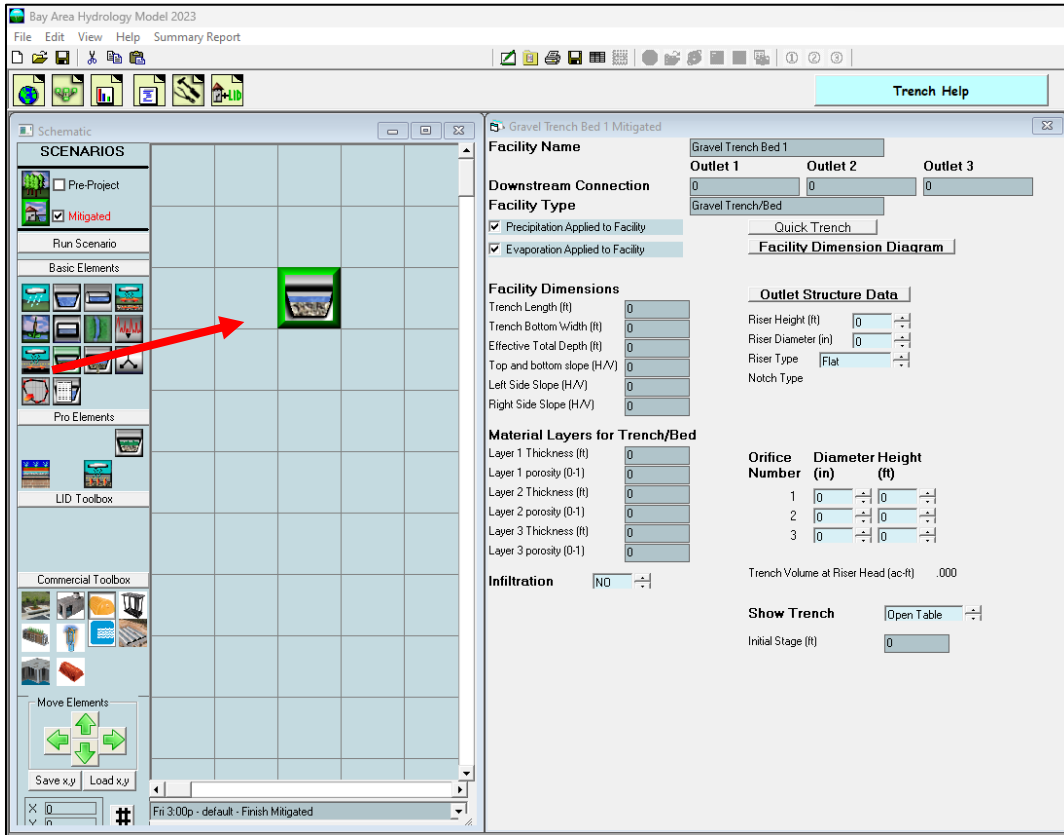 Bay Area Hydrology Model 2023
File Edit View Help Summary Report
Trench Help
Schematic
SCENARIOS
Pre-Project
Mitigated
Run Scenario
Basic Elements
Pro Elements
LID Toolbox
Commercial Toolbox
Move Elements
Save x,y Load x,y
X 0
Y 0
#
Fri 3:00p - default - Finish Mitigated
Gravel Trench Bed 1 Mitigated
Facility Name Gravel Trench Bed 1
Outlet 1 Outlet 2 Outlet 3
Downstream Connection 0 0 0
Facility Type Gravel Trench/Bed
Precipitation Applied to Facility Quick Trench
Evaporation Applied to Facility Facility Dimension Diagram
Facility Dimensions
Trench Length (ft) 0
Trench Bottom Width (ft) 0
Effective Total Depth (ft) 0
Top and bottom slope (H/V) 0
Left Side Slope (H/V) 0
Right Side Slope (H/V) 0
Material Layers for Trench/Bed
Layer 1 Thickness (ft) 0
Layer 1 porosity (0-1) 0
Layer 2 Thickness (ft) 0
Layer 2 porosity (0-1) 0
Layer 3 Thickness (ft) 0
Layer 3 porosity (0-1) 0
Infiltration NO
Outlet Structure Data
Riser Height (ft) 0
Riser Diameter (in) 0
Riser Type Flat
Notch Type
Orifice Diameter Height
Number (in) (ft)
1 0 0
2 0 0
3 0 0
Trench Volume at Riser Head (ac-ft) .000
Show Trench Open Table
Initial Stage (ft) 0